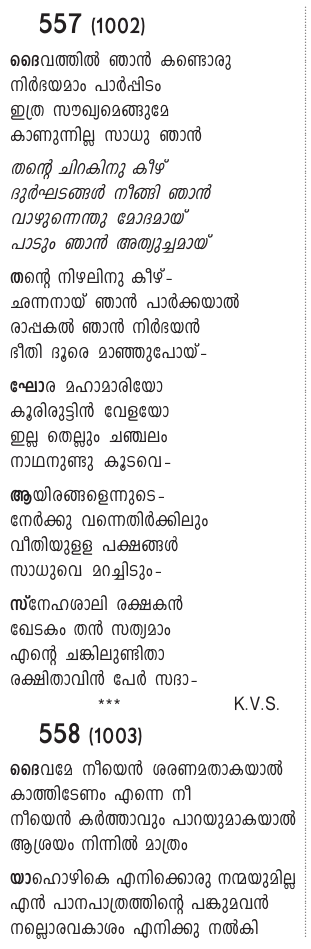 557 (1002)
ദൈവത്തിൽ ഞാൻ കണ്ടൊരു
നിർഭയമാം പാർപ്പിടം
ഇത്ര സൗഖ്യമെങ്ങുമേ
കാണുന്നില്ല സാധു ഞാൻ
തന്റെ ചിറകിനു കീഴ്
ദുർഘടങ്ങൾ നീങ്ങി ഞാൻ
വാഴുന്നെന്തു മോദമായ്
പാടും ഞാൻ അത്യുച്ചമായ്
തന്റെ നിഴലിനു കീഴ്-
ഛന്നനായ് ഞാൻ പാർക്കയാൽ
രാപ്പകൽ ഞാൻ നിർഭയൻ
ഭീതി ദൂരെ മാഞ്ഞുപോയ്-
ഘോര മഹാമാരിയോ
കൂരിരുട്ടിൻ വേളയോ
ഇല്ല തെല്ലും ചഞ്ചലം
നാഥനുണ്ടു കൂടവെ-
ആയിരങ്ങളെന്നുടെ-
നേർക്കു വന്നെതിർക്കിലും
വീതിയുളള പക്ഷങ്ങൾ
സാധുവെ മറച്ചിടും-
സ്നേഹശാലി രക്ഷകൻ
ഖേടകം തൻ സത്യമാം
എന്റെ ചങ്കിലുണ്ടിതാ
രക്ഷിതാവിൻ പേർ സദാ-
*** K.V.S.
558 (1003)
ദൈവമേ നീയെൻ ശരണമതാകയാൽ
കാത്തിടേണം എന്നെ നീ
നീയെൻ കർത്താവും പാറയുമാകയാൽ
ആശ്രയം നിന്നിൽ മാത്രം
യാഹൊഴികെ എനിക്കൊരു നന്മയുമില്ല
എൻ പാനപാത്രത്തിന്റെ പങ്കുമവൻ
നല്ലൊരവകാശം എനിക്കു നൽകി